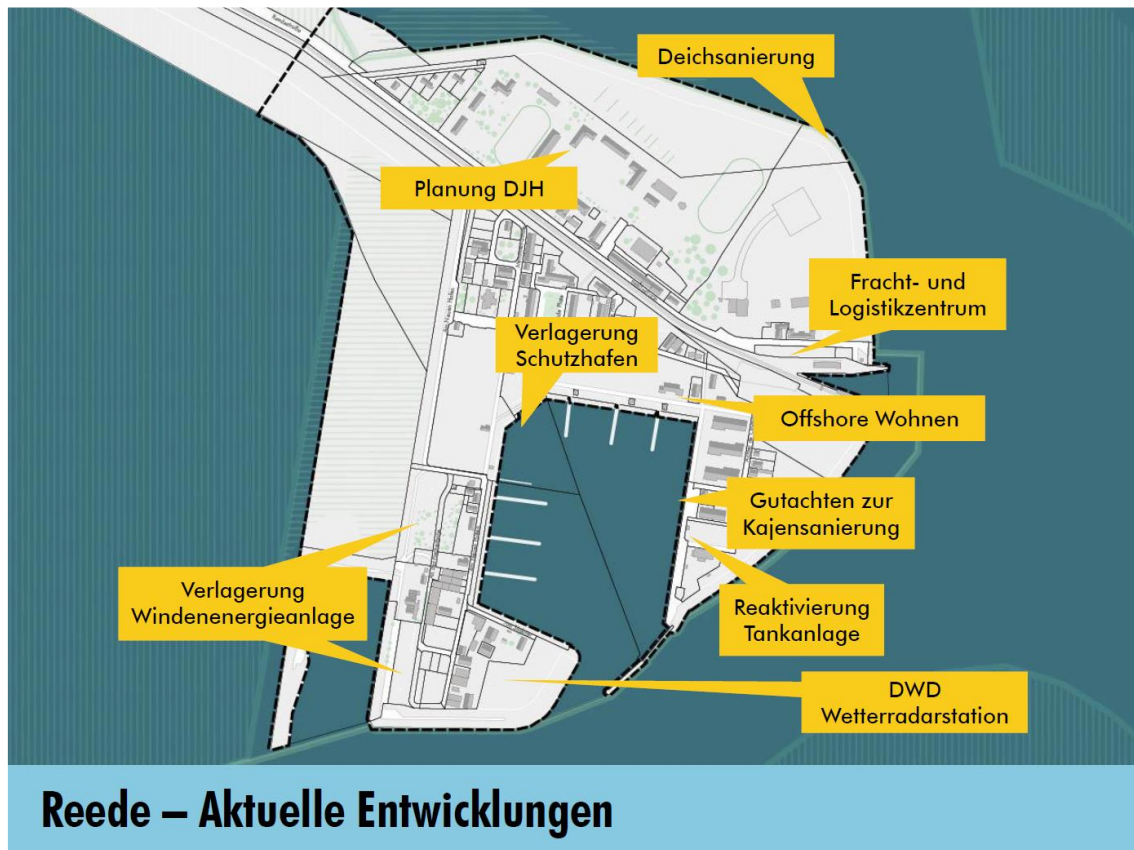 Deichsanierung
Planung DJH
Fracht- und
Logistikzentrum
Verlagerung
Schutzhafen
Offshore Wohnen
Gutachten zur
Kajensanierung
Verlagerung
Windenenergieanlage
Reaktivierung
Tankanlage
DWD
Wetterradarstation
Reede – Aktuelle Entwicklungen